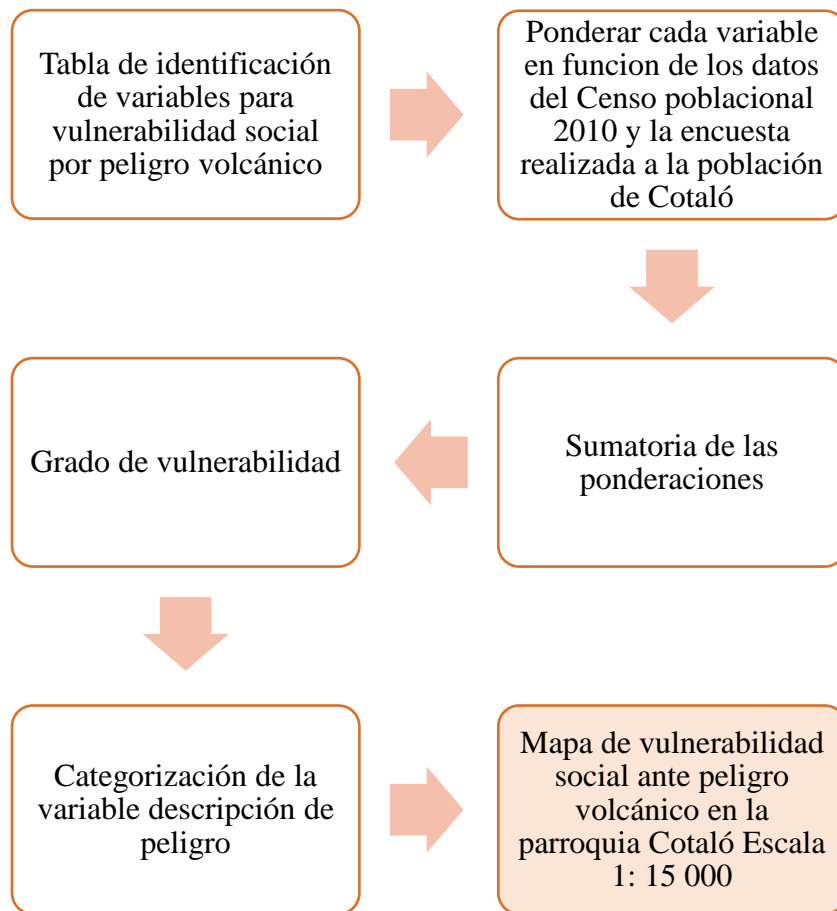 Tabla de identificación
de variables para
vulnerabilidad social
por peligro volcánico
Ponderar cada variable
en funcion de los datos
del Censo poblacional
2010 y la encuesta
realizada a la población
de Cotaló
Sumatoria de las
ponderaciones
Grado de vulnerabilidad
Categorización de la
variable descripción de
peligro
Mapa de vulnerabilidad
social ante peligro
volcánico en la
parroquia Cotaló Escala
1: 15 000